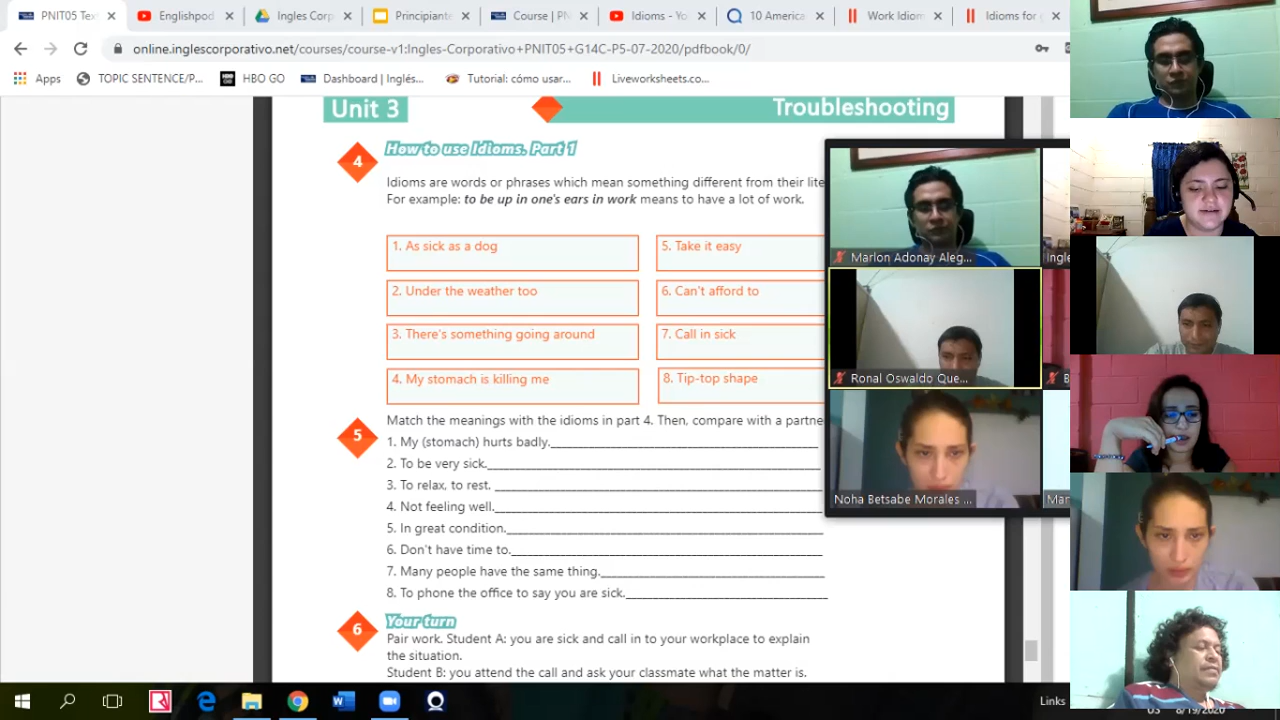 PNIT05 Tex
Englishpod
Ingles Corp
Principiante
Course | PN
Idioms - Yo
10 America
Work Idiom
Idioms for
online.inglescorporativo.net/courses/course-v1:Ingles-Corporativo+PNIT05+G14C-P5-07-2020/pdfbook/0/
Apps
TOPIC SENTENCE/P...
HBO GO
Dashboard | Inglés...
Tutorial: cómo usar...
Liveworksheets.co...
Unit 3
Troubleshooting
4
How to use Idioms. Part 1
Idioms are words or phrases which mean something different from their lite
For example: to be up in one's ears in work means to have a lot of work.
1. As sick as a dog
5. Take it easy
2. Under the weather too
6. Can't afford to
3. There's something going around
7. Call in sick
4. My stomach is killing me
8. Tip-top shape
5
Match the meanings with the idioms in part 4. Then, compare with a partne
1. My (stomach) hurts badly.
2. To be very sick.
3. To relax, to rest.
4. Not feeling well.
5. In great condition.
6. Don't have time to.
7. Many people have the same thing.
8. To phone the office to say you are sick.
6
Your turn
Pair work. Student A: you are sick and call in to your workplace to explain
the situation.
Student B: you attend the call and ask your classmate what the matter is.
Marlon Adonay Aleg...
Ingle
Ronal Oswaldo Que...
B
Noha Betsabe Morales ...
Mar
Links
8/19/2020